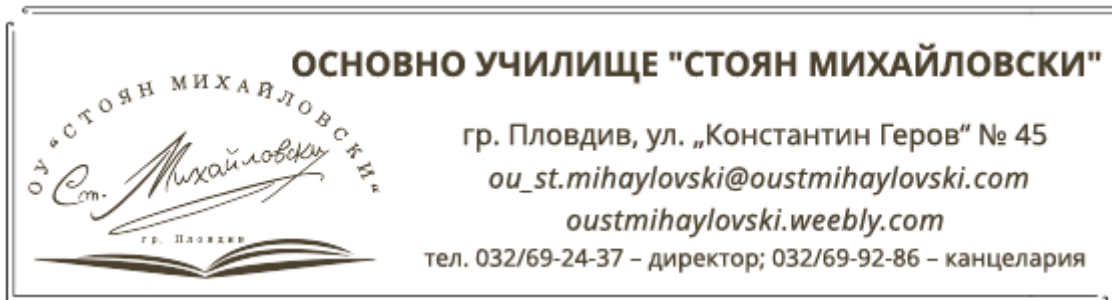 ОСНОВНО УЧИЛИЩЕ "СТОЯН МИХАЙЛОВСКИ"
ОУ "СТОЯН МИХАЙЛОВСКИ"
Ст. Михайловски
гр. Пловдив
гр. Пловдив, ул. „Константин Геров“ № 45
ou_st.mihaylovski@oustmihaylovski.com
oustmihaylovski.weebly.com
тел. 032/69-24-37 – директор; 032/69-92-86 – канцелария